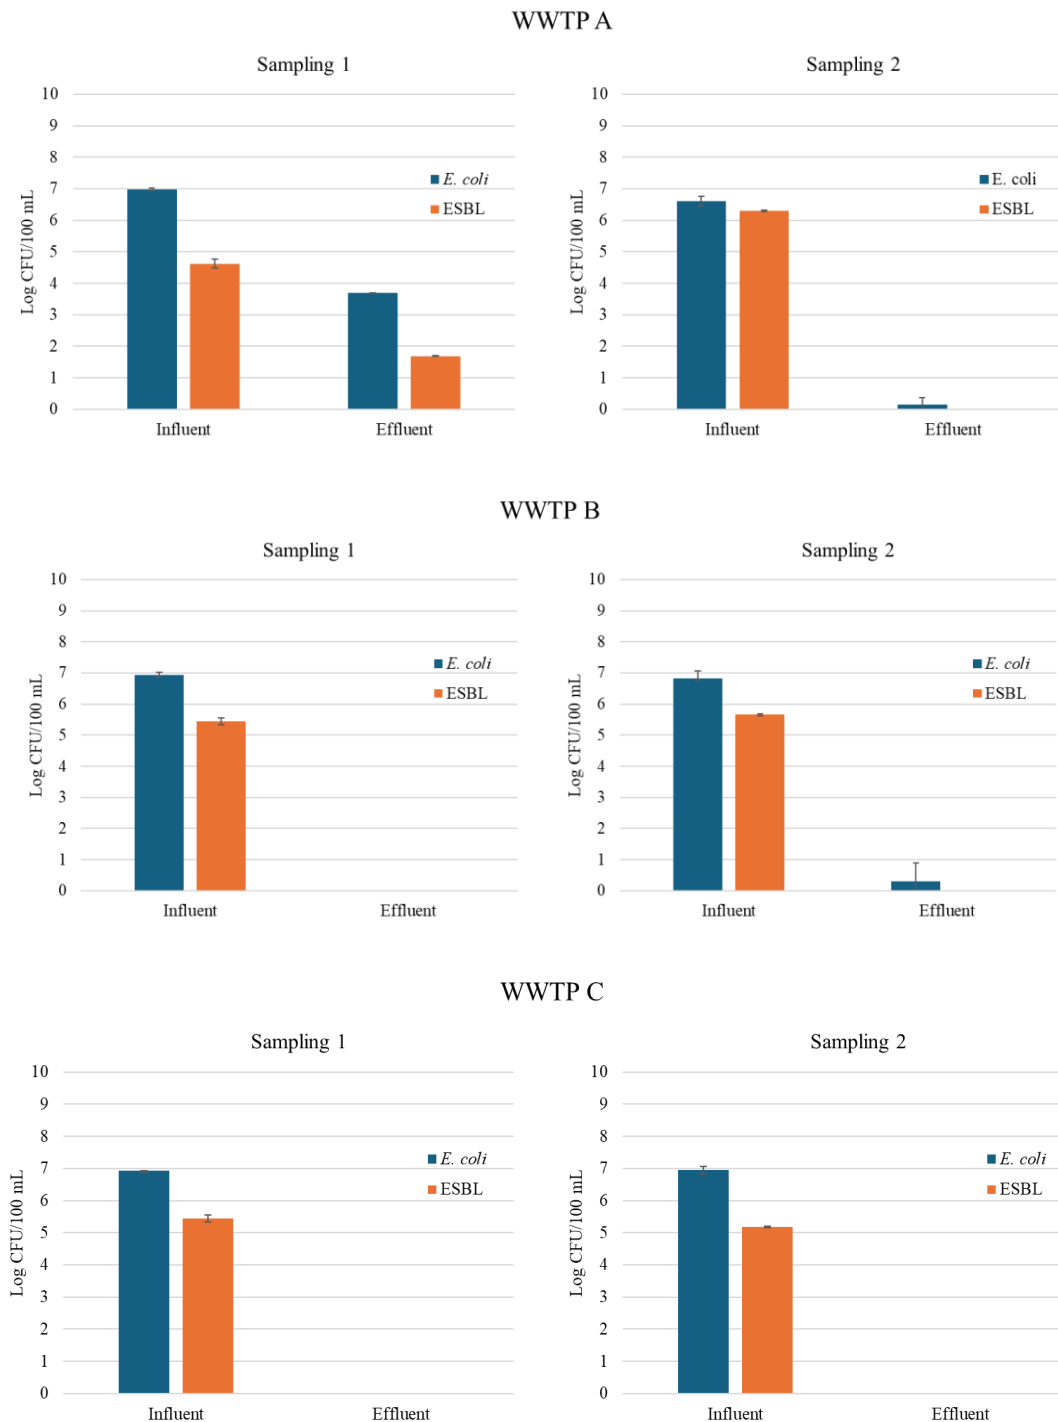 WWTP A
Sampling 1
10
9
8
7
6
5
4
3
2
1
0
Log CFU/100 mL
E. coli
ESBL
Influent
Effluent
Sampling 2
10
9
8
7
6
5
4
3
2
1
0
Log CFU/100 mL
E. coli
ESBL
Influent
Effluent
WWTP B
Sampling 1
10
9
8
7
6
5
4
3
2
1
0
Log CFU/100 mL
E. coli
ESBL
Influent
Effluent
Sampling 2
10
9
8
7
6
5
4
3
2
1
0
Log CFU/100 mL
E. coli
ESBL
Influent
Effluent
WWTP C
Sampling 1
10
9
8
7
6
5
4
3
2
1
0
Log CFU/100 mL
E. coli
ESBL
Influent
Effluent
Sampling 2
10
9
8
7
6
5
4
3
2
1
0
Log CFU/100 mL
E. coli
ESBL
Influent
Effluent